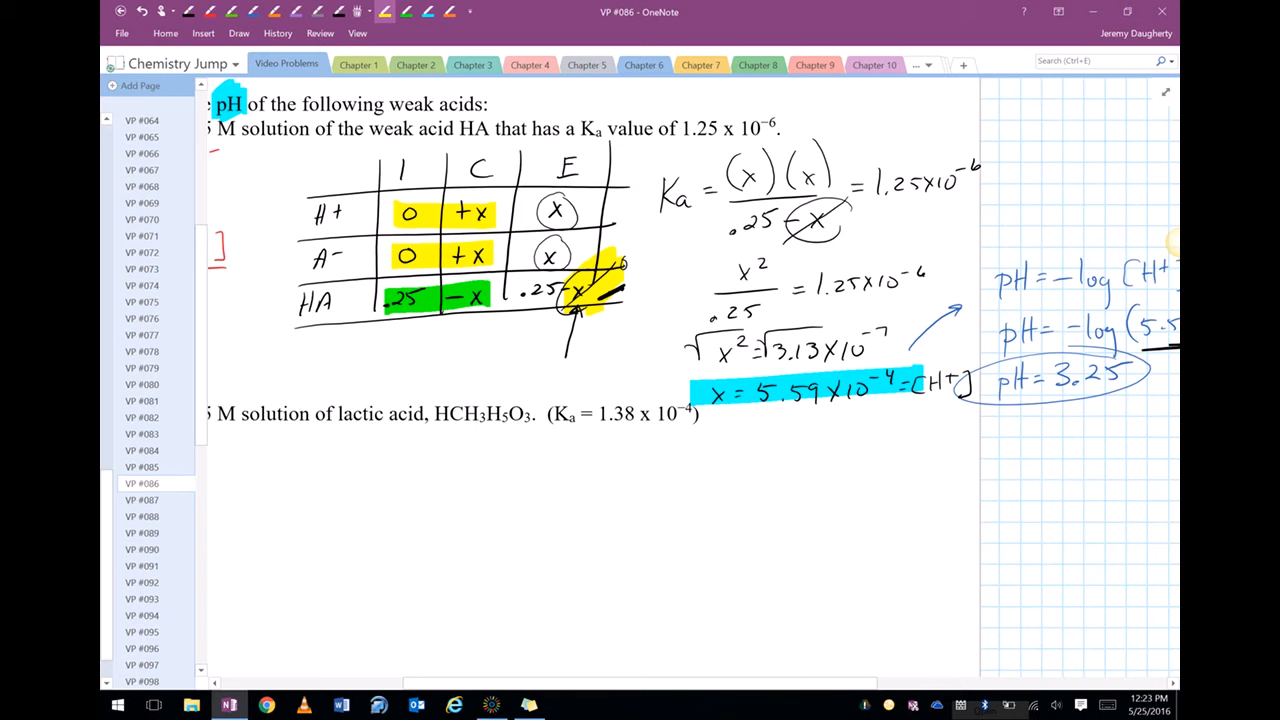 VP #086 - OneNote
Jeremy Daugherty
File Home Insert Draw History Review View
Chemistry Jump Video Problems Chapter 1 Chapter 2 Chapter 3 Chapter 4 Chapter 5 Chapter 6 Chapter 7 Chapter 8 Chapter 9 Chapter 10 ... Search (Ctrl+E)
Add Page
VP #064
VP #065
VP #066
VP #067
VP #068
VP #069
VP #070
VP #071
VP #072
VP #073
VP #074
VP #075
VP #076
VP #077
VP #078
VP #079
VP #080
VP #081
VP #082
VP #083
VP #084
VP #085
VP #086
VP #087
VP #088
VP #089
VP #090
VP #091
VP #092
VP #093
VP #094
VP #095
VP #096
VP #097
VP #098
e pH of the following weak acids:
5 M solution of the weak acid HA that has a Ka value of 1.25 x 10⁻⁶.
I C E
H+ 0 +x x
A- 0 +x x
HA .25 -x .25-x 0
Ka = (x)(x) = 1.25x10⁻⁶
.25 - x
x² = 1.25x10⁻⁶
.25
√x² = √3.13x10⁻⁷
x = 5.59x10⁻⁴ = [H+]
pH = -log [H+
pH = -log (5.5
pH = 3.25
5 M solution of lactic acid, HCH₃H₅O₃. (Ka = 1.38 x 10⁻⁴)
12:23 PM
5/25/2016